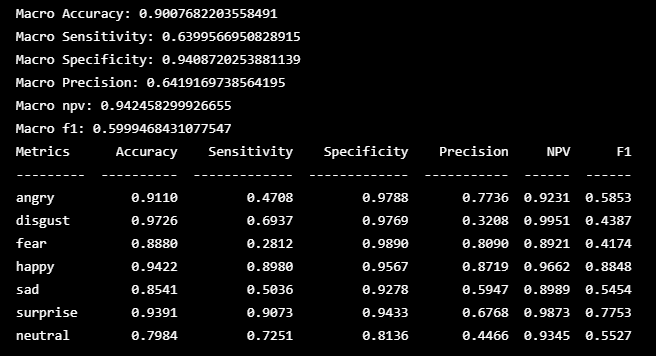 Macro Accuracy: 0.9007682203558491
Macro Sensitivity: 0.6399566950828915
Macro Specificity: 0.9408720253881139
Macro Precision: 0.6419169738564195
Macro npv: 0.942458299926655
Macro f1: 0.5999468431077547
Metrics Accuracy Sensitivity Specificity Precision NPV F1
--------- ---------- ------------- ------------- ----------- ------ ------
angry 0.9110 0.4708 0.9788 0.7736 0.9231 0.5853
disgust 0.9726 0.6937 0.9769 0.3208 0.9951 0.4387
fear 0.8880 0.2812 0.9890 0.8090 0.8921 0.4174
happy 0.9422 0.8980 0.9567 0.8719 0.9662 0.8848
sad 0.8541 0.5036 0.9278 0.5947 0.8989 0.5454
surprise 0.9391 0.9073 0.9433 0.6768 0.9873 0.7753
neutral 0.7984 0.7251 0.8136 0.4466 0.9345 0.5527